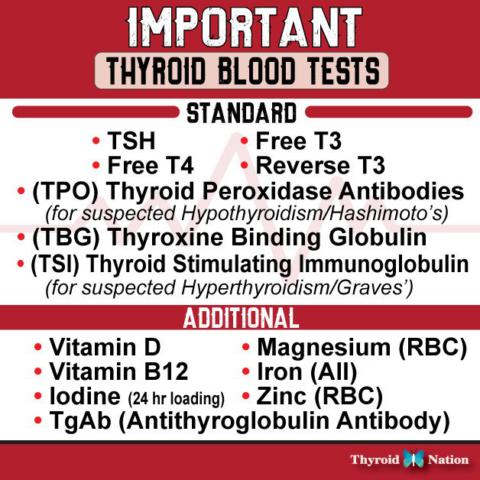 IMPORTANT
THYROID BLOOD TESTS
STANDARD
• TSH • Free T3
• Free T4 • Reverse T3
• (TPO) Thyroid Peroxidase Antibodies
(for suspected Hypothyroidism/Hashimoto's)
• (TBG) Thyroxine Binding Globulin
• (TSI) Thyroid Stimulating Immunoglobulin
(for suspected Hyperthyroidism/Graves')
ADDITIONAL
• Vitamin D • Magnesium (RBC)
• Vitamin B12 • Iron (All)
• Iodine (24 hr loading) • Zinc (RBC)
• TgAb (Antithyroglobulin Antibody)
Thyroid Nation